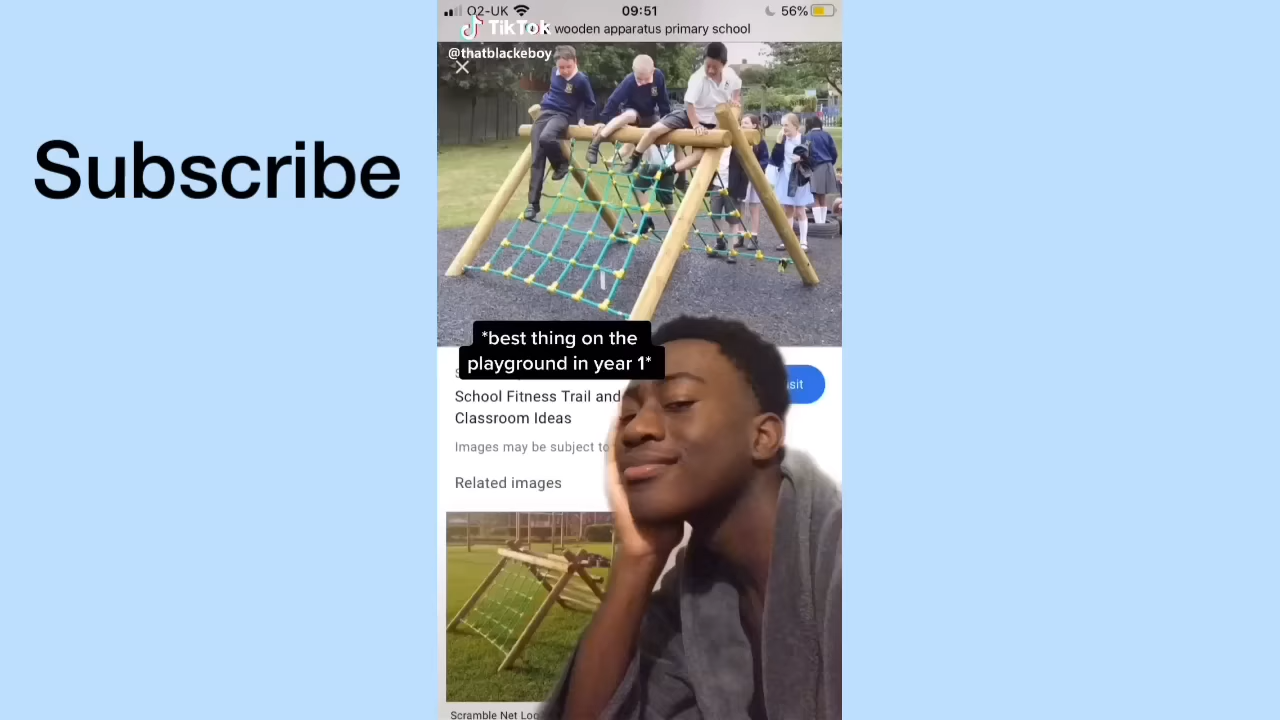 Subscribe
O2-UK 09:51 56%
TikTok
wooden apparatus primary school
@thatblackeboy
*best thing on the
playground in year 1*
School Fitness Trail and
Classroom Ideas
Images may be subject to
Related images
Scramble Net